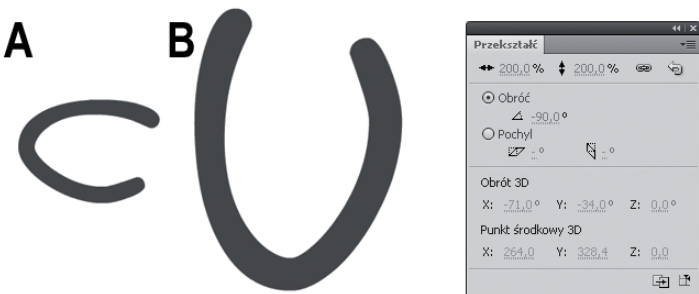 A B
Przekształć
200,0 % 200,0 %
Obróć
-90,0 °
Pochyl
- ° - °
Obrót 3D
X: -71,0 ° Y: -34,0 ° Z: 0,0 °
Punkt środkowy 3D
X: 264,0 Y: 328,4 Z: 0,0